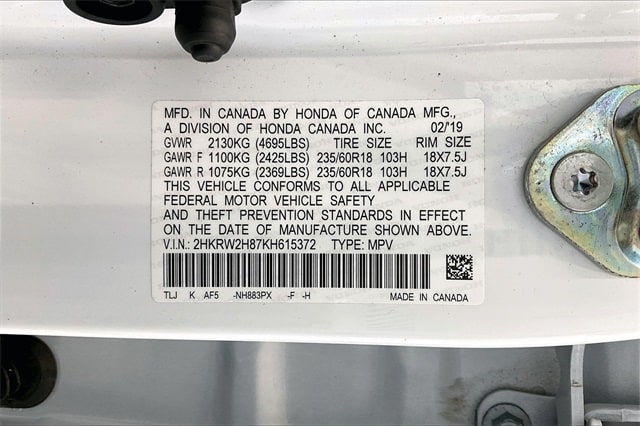 MFD. IN CANADA BY HONDA OF CANADA MFG.,
A DIVISION OF HONDA CANADA INC. 02/'19
GVWR 2130KG (4695LBS) TIRE SIZE RIM SIZE
GAWR F 1100KG (2425LBS) 235/60R18 103H 18X7.5J
GAWR R 1075KG (2369LBS) 235/60R18 103H 18X7.5J
THIS VEHICLE CONFORMS TO ALL APPLICABLE
FEDERAL MOTOR VEHICLE SAFETY
AND THEFT PREVENTION STANDARDS IN EFFECT
ON THE DATE OF MANUFACTURE SHOWN ABOVE.
V.I.N.: 2HKRW2H87KH615372 TYPE: MPV
TLJ K AF5 -NH883PX -F -H MADE IN CANADA